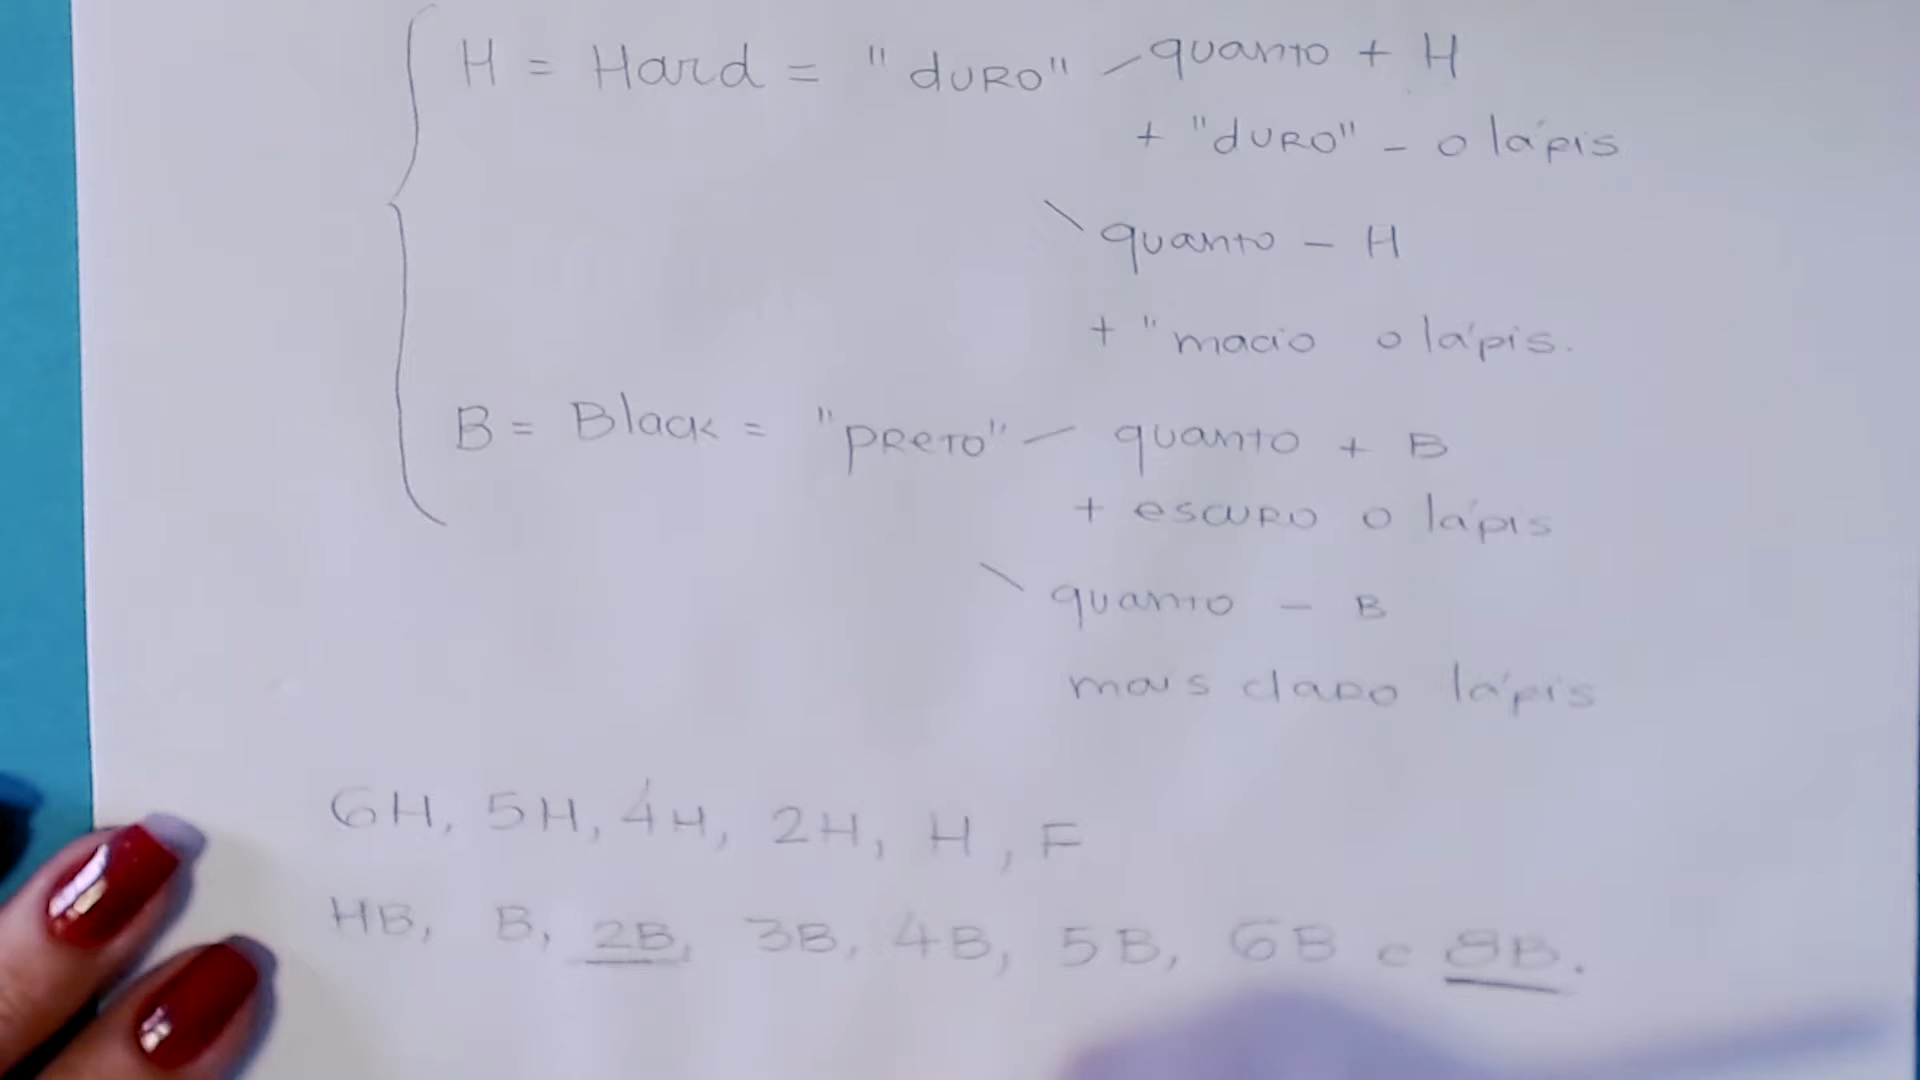 H = Hard = "duro" - quanto + H
+ "duro" - o lápis
quanto - H
+ "macio o lápis.
B = Black = "preto" - quanto + B
+ escuro o lápis
quanto - B
mais claro lápis
6H, 5H, 4H, 2H, H, F
HB, B, 2B, 3B, 4B, 5B, 6B e 8B.